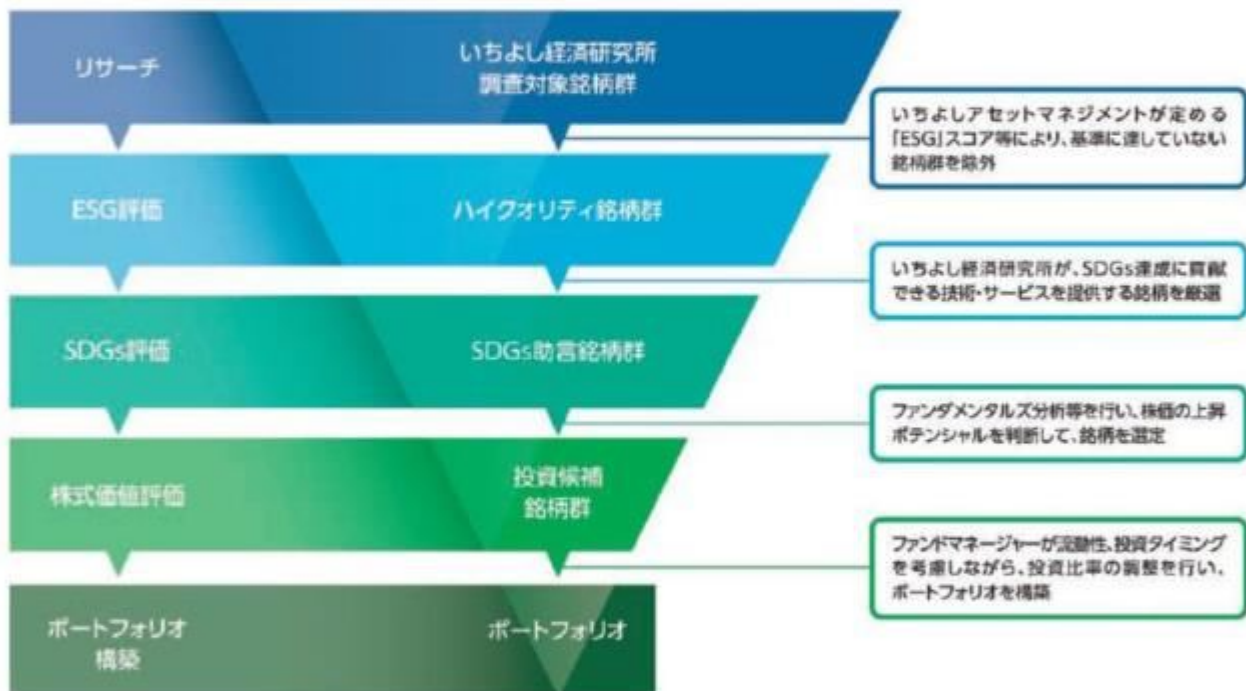 リサーチ
いちよし経済研究所
調査対象銘柄群
いちよしアセットマネジメントが定める
「ESG」スコア等により、基準に達していない
銘柄群を除外
ESG評価
ハイクオリティ銘柄群
いちよし経済研究所が、SDGs達成に貢献
できる技術・サービスを提供する銘柄を厳選
SDGs評価
SDGs助言銘柄群
ファンダメンタルズ分析等を行い、株価の上昇
ポテンシャルを判断して、銘柄を選定
株式価値評価
投資候補
銘柄群
ファンドマネージャーが流動性、投資タイミング
を考慮しながら、投資比率の調整を行い、
ポートフォリオを構築
ポートフォリオ
構築
ポートフォリオ